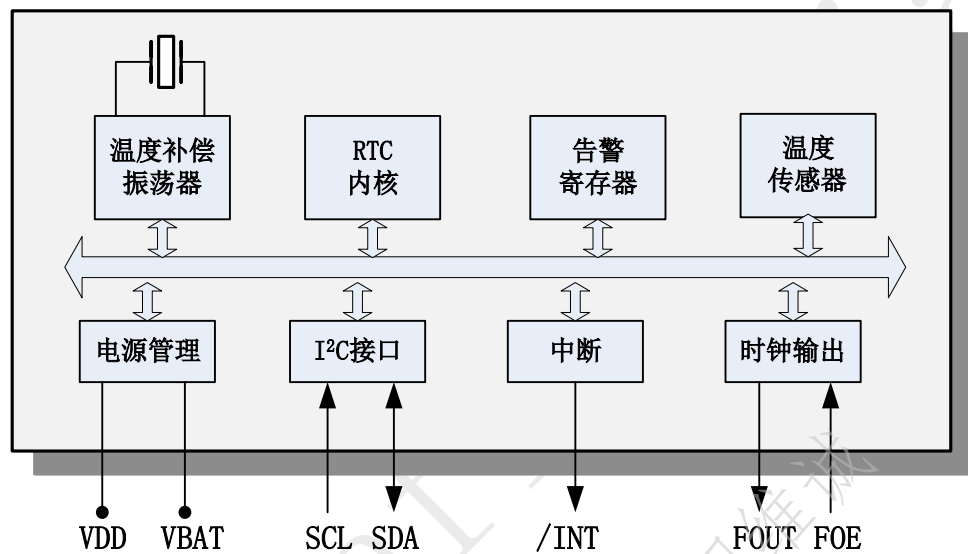 温度补偿
振荡器
RTC
内核
告警
寄存器
温度
传感器
电源管理
I²C接口
中断
时钟输出
VDD VBAT SCL SDA /INT FOUT FOE